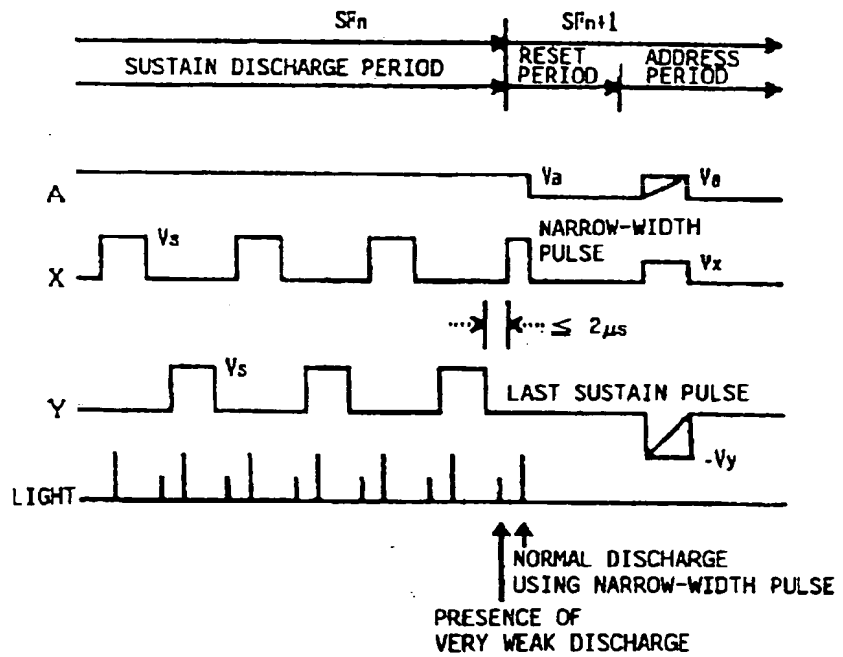 SFn SFn+1
SUSTAIN DISCHARGE PERIOD
RESET PERIOD
ADDRESS PERIOD
A
Va
Va
X
Vs
NARROW-WIDTH PULSE
Vx
≦ 2μs
Y
Vs
LAST SUSTAIN PULSE
-Vy
LIGHT
NORMAL DISCHARGE
USING NARROW-WIDTH PULSE
PRESENCE OF
VERY WEAK DISCHARGE